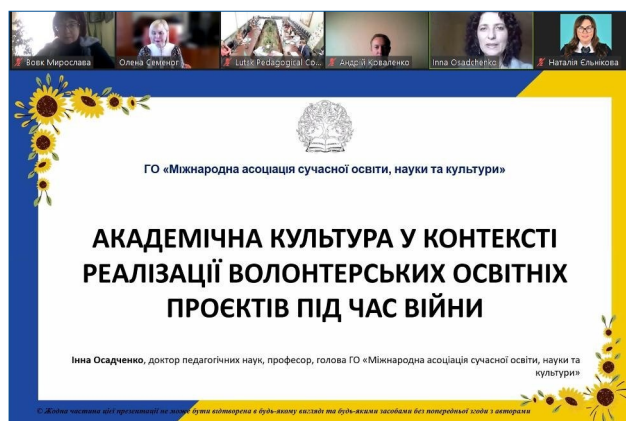 Вовк Мирослава
Олена Семеног
Lutsk Pedagogical Co...
Андрій Коваленко
Inna Osadchenko
Наталія Єльнікова
ГО «Міжнародна асоціація сучасної освіти, науки та культури»
АКАДЕМІЧНА КУЛЬТУРА У КОНТЕКСТІ
РЕАЛІЗАЦІЇ ВОЛОНТЕРСЬКИХ ОСВІТНІХ
ПРОЄКТІВ ПІД ЧАС ВІЙНИ
Інна Осадченко, доктор педагогічних наук, професор, голова ГО «Міжнародна асоціація сучасної освіти, науки та
культури»
© Жодна частина цієї презентації не може бути відтворена в будь-якому вигляді та будь-якими засобами без попередньої згоди з авторами